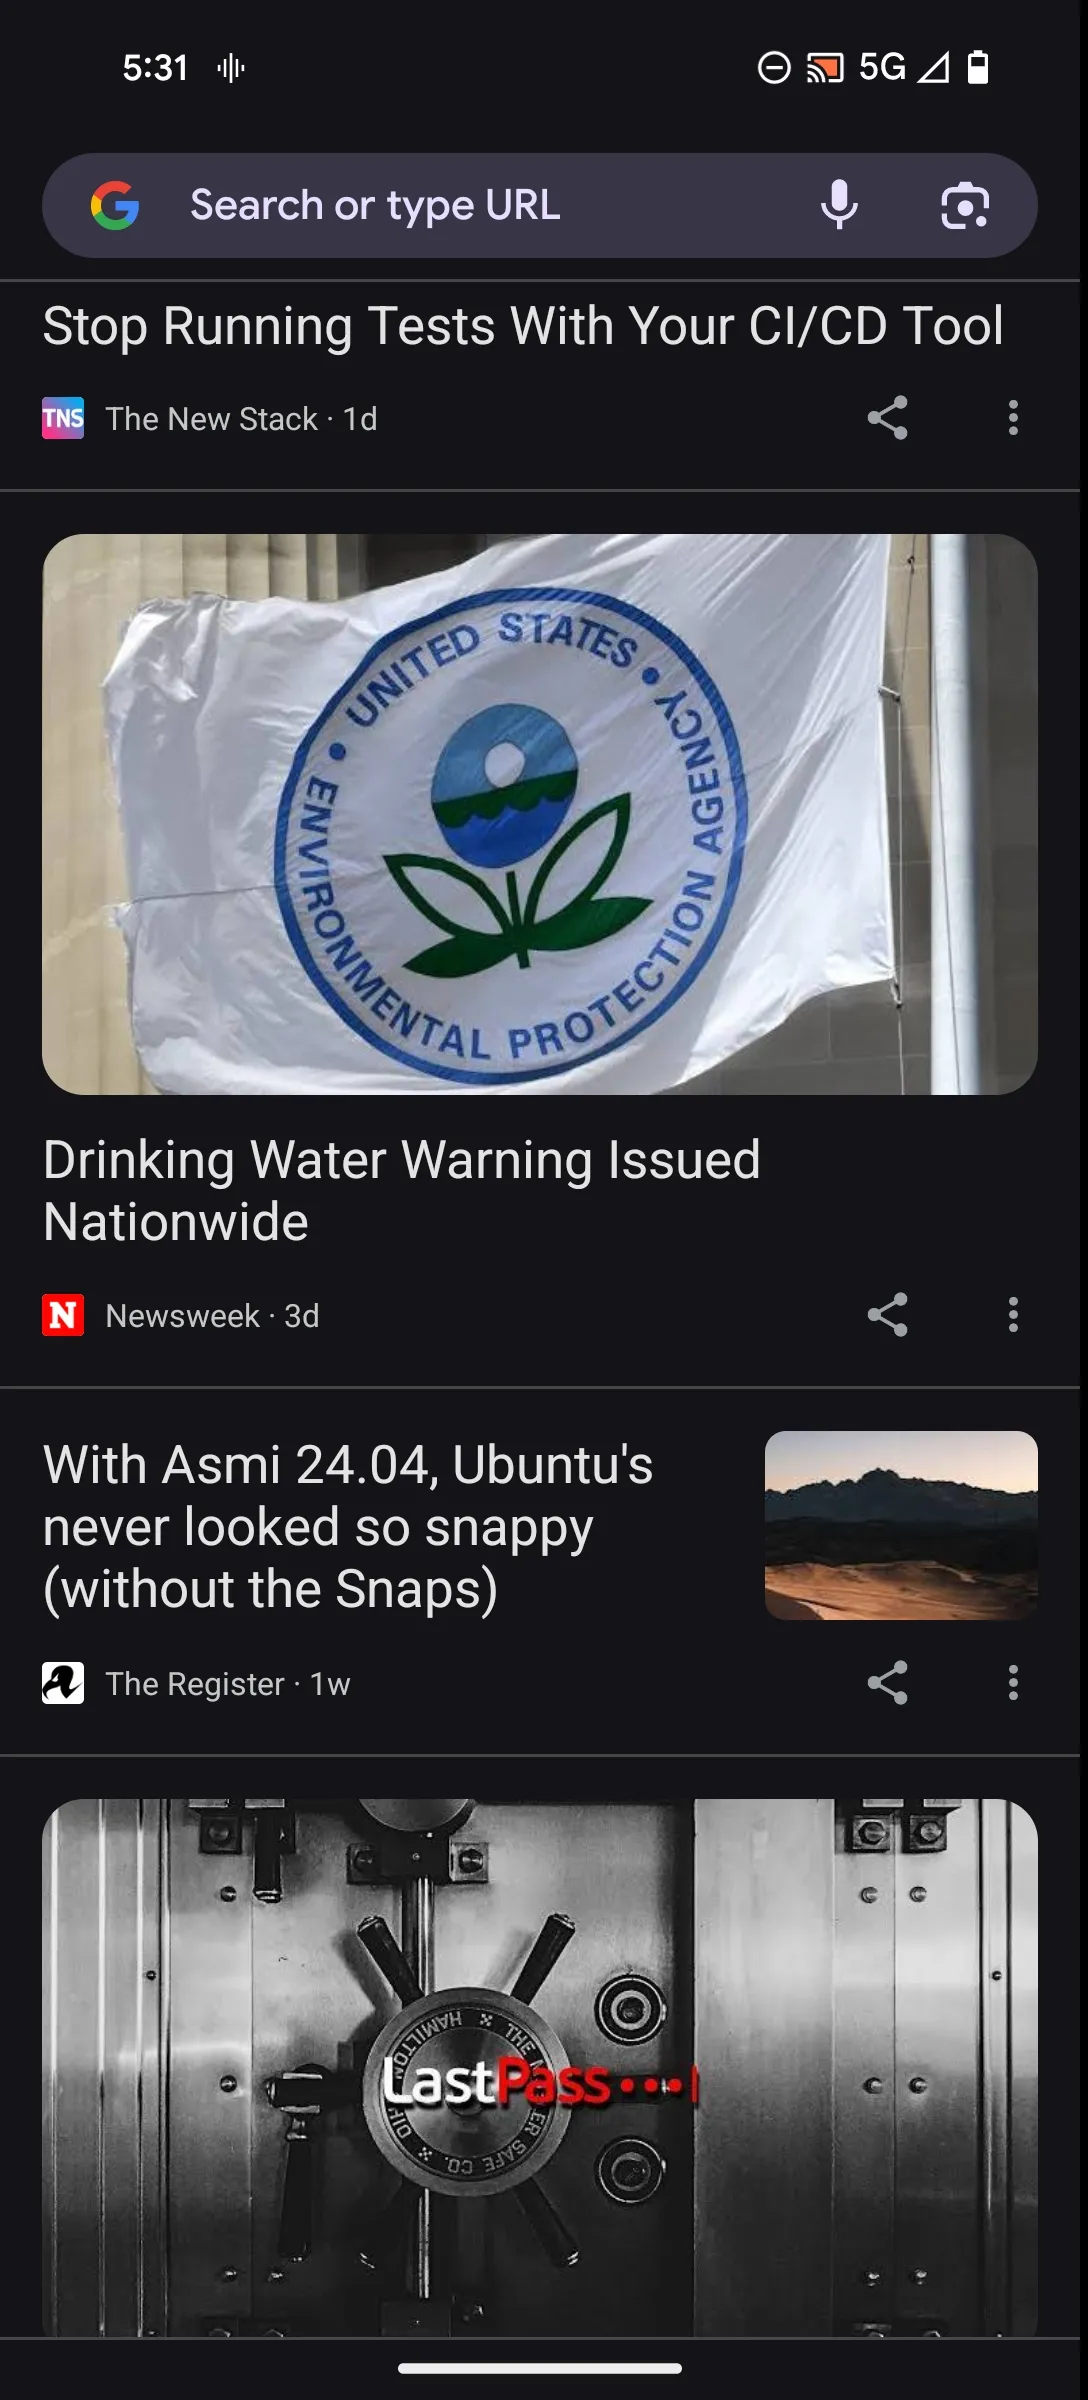 5:31
5G
Search or type URL
Stop Running Tests With Your CI/CD Tool
TNS
The New Stack · 1d
UNITED STATES • ENVIRONMENTAL PROTECTION AGENCY •
Drinking Water Warning Issued
Nationwide
N
Newsweek · 3d
With Asmi 24.04, Ubuntu's
never looked so snappy
(without the Snaps)
The Register · 1w
HAMILTON
THE
ER SAFE CO.
LastPass